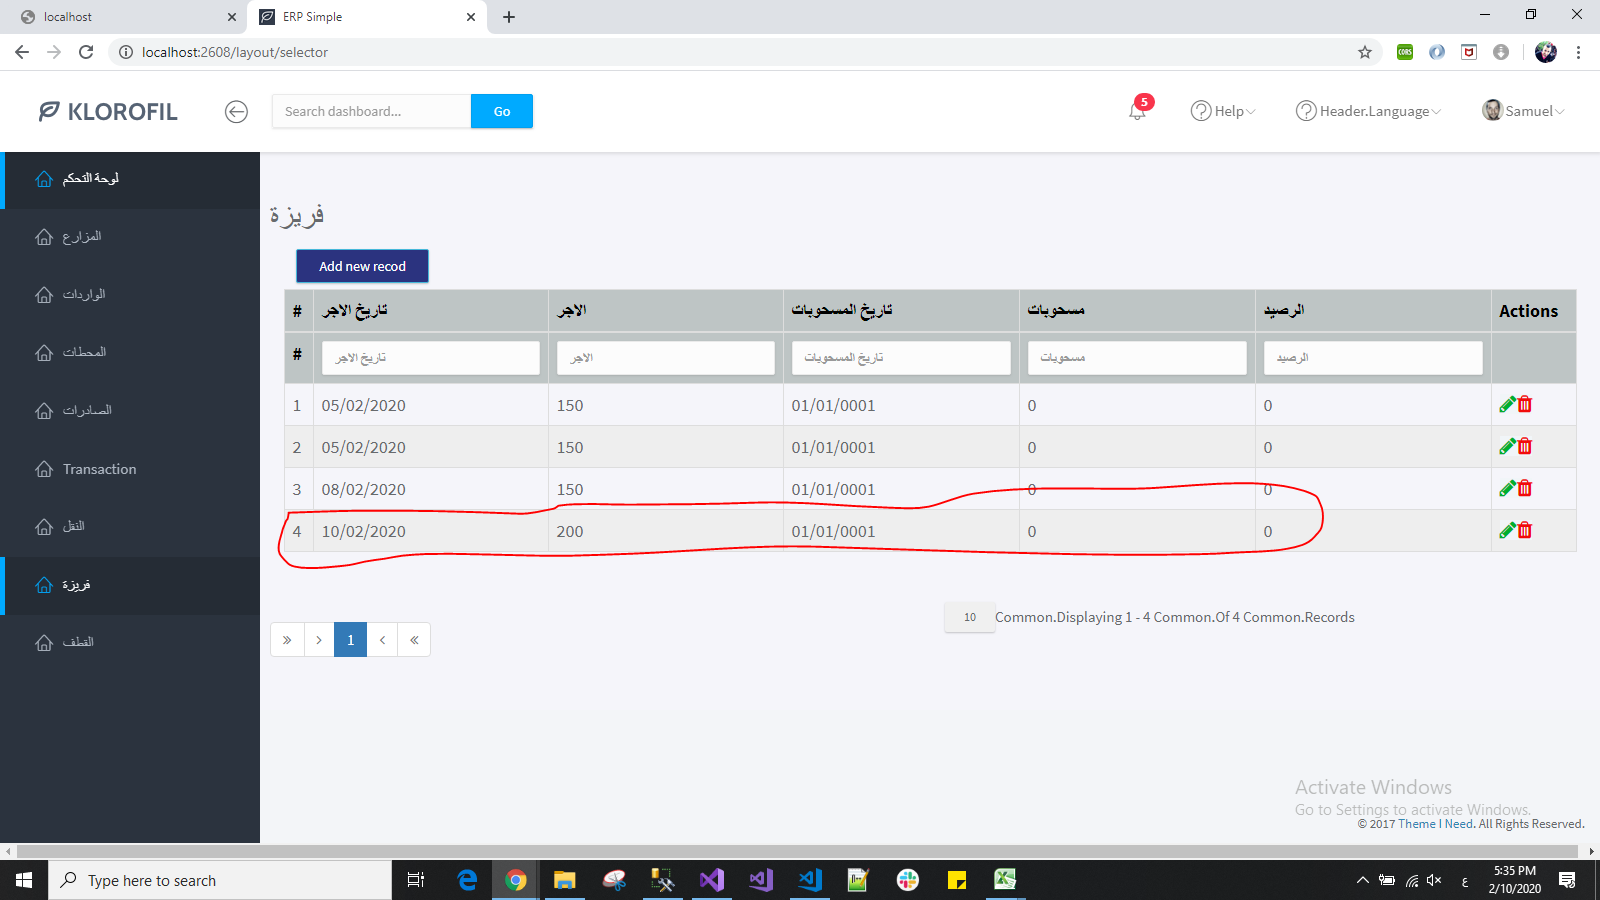 localhost
ERP Simple
localhost:2608/layout/selector
KLOROFIL
Search dashboard...
Go
5
Help
Header.Language
Samuel
لوحة التحكم
المزارع
الواردات
المحطات
الصادرات
Transaction
النقل
فريزة
القطف
فريزة
Add new recod
# تاريخ الاجر الاجر تاريخ المسحوبات مسحوبات الرصيد Actions
# تاريخ الاجر الاجر تاريخ المسحوبات مسحوبات الرصيد
1 05/02/2020 150 01/01/0001 0 0
2 05/02/2020 150 01/01/0001 0 0
3 08/02/2020 150 01/01/0001 0 0
4 10/02/2020 200 01/01/0001 0 0
10 Common.Displaying 1 - 4 Common.Of 4 Common.Records
» › 1 ‹ «
Activate Windows
Go to Settings to activate Windows.
© 2017 Theme I Need. All Rights Reserved.
Type here to search
ع
5:35 PM
2/10/2020